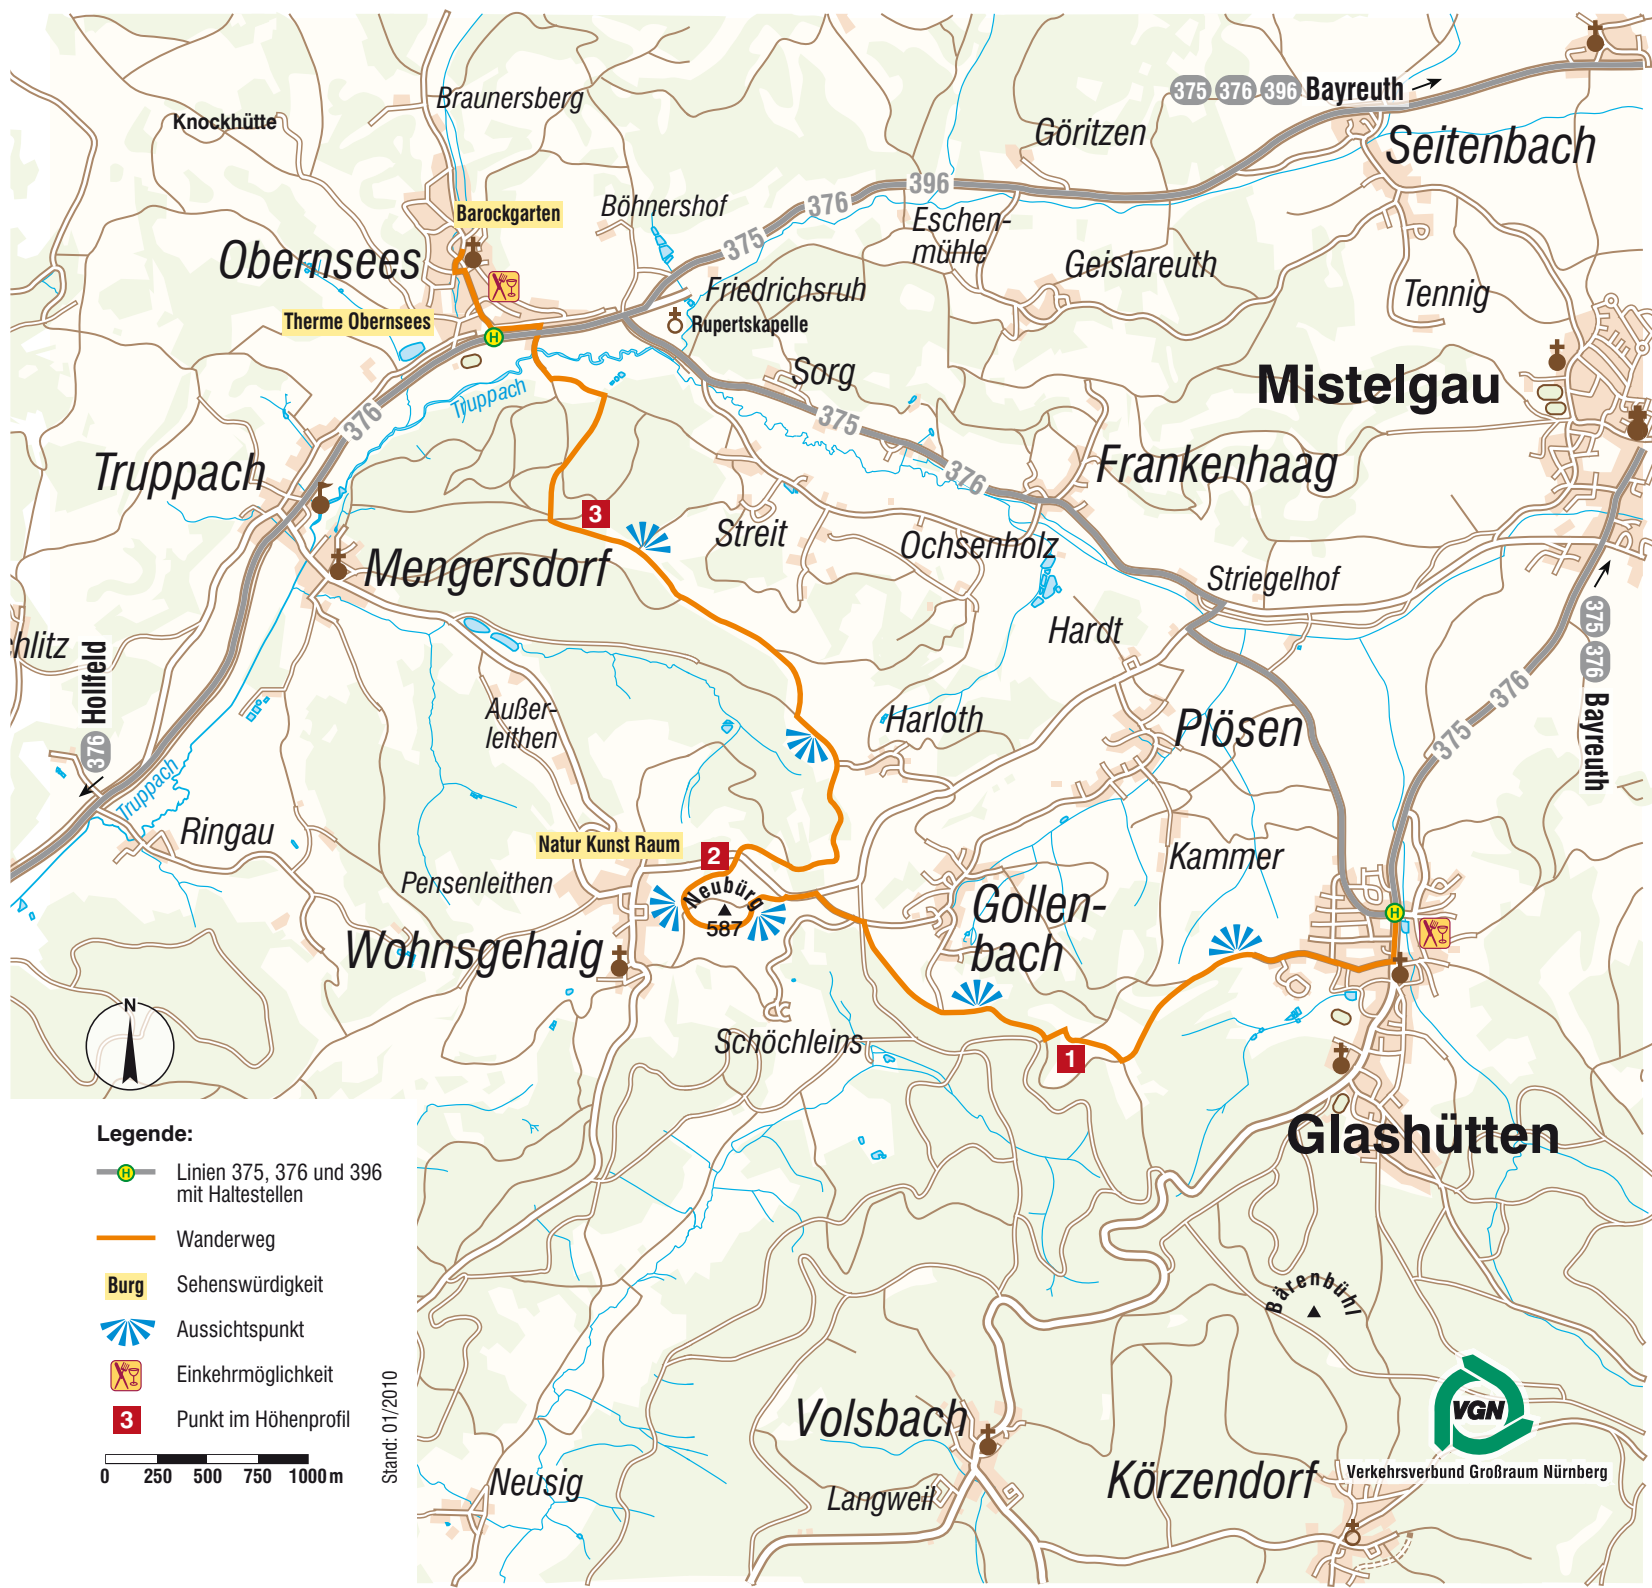 Braunersberg
Knockhütte
375 376 396 Bayreuth
Göritzen
Seitenbach
Barockgarten
Böhnershof
396
376
375
Eschen-
mühle
Obernsees
Geislareuth
Friedrichsruh
Tennig
Therme Obernsees
H
Rupertskapelle
Sorg
Mistelgau
Truppach
376
375
376
Frankenhaag
Truppach
3
Streit
Ochsenholz
Mengersdorf
Striegelhof
Hardt
375 376 Bayreuth
hlitz
376 Hollfeld
Außer-
leithen
Harloth
Plösen
375
376
Truppach
Ringau
Natur Kunst Raum
2
Kammer
Pensenleithen
Neubürg
587
Gollen-
bach
H
Wohnsgehaig
N
Schöchleins
1
Glashütten
Legende:
H Linien 375, 376 und 396
mit Haltestellen
Wanderweg
Burg Sehenswürdigkeit
Aussichtspunkt
Einkehrmöglichkeit
3 Punkt im Höhenprofil
0 250 500 750 1000 m
Stand: 01/2010
Bärenbühl
Volsbach
VGN
Verkehrsverbund Großraum Nürnberg
Körzendorf
Neusig
Langweil